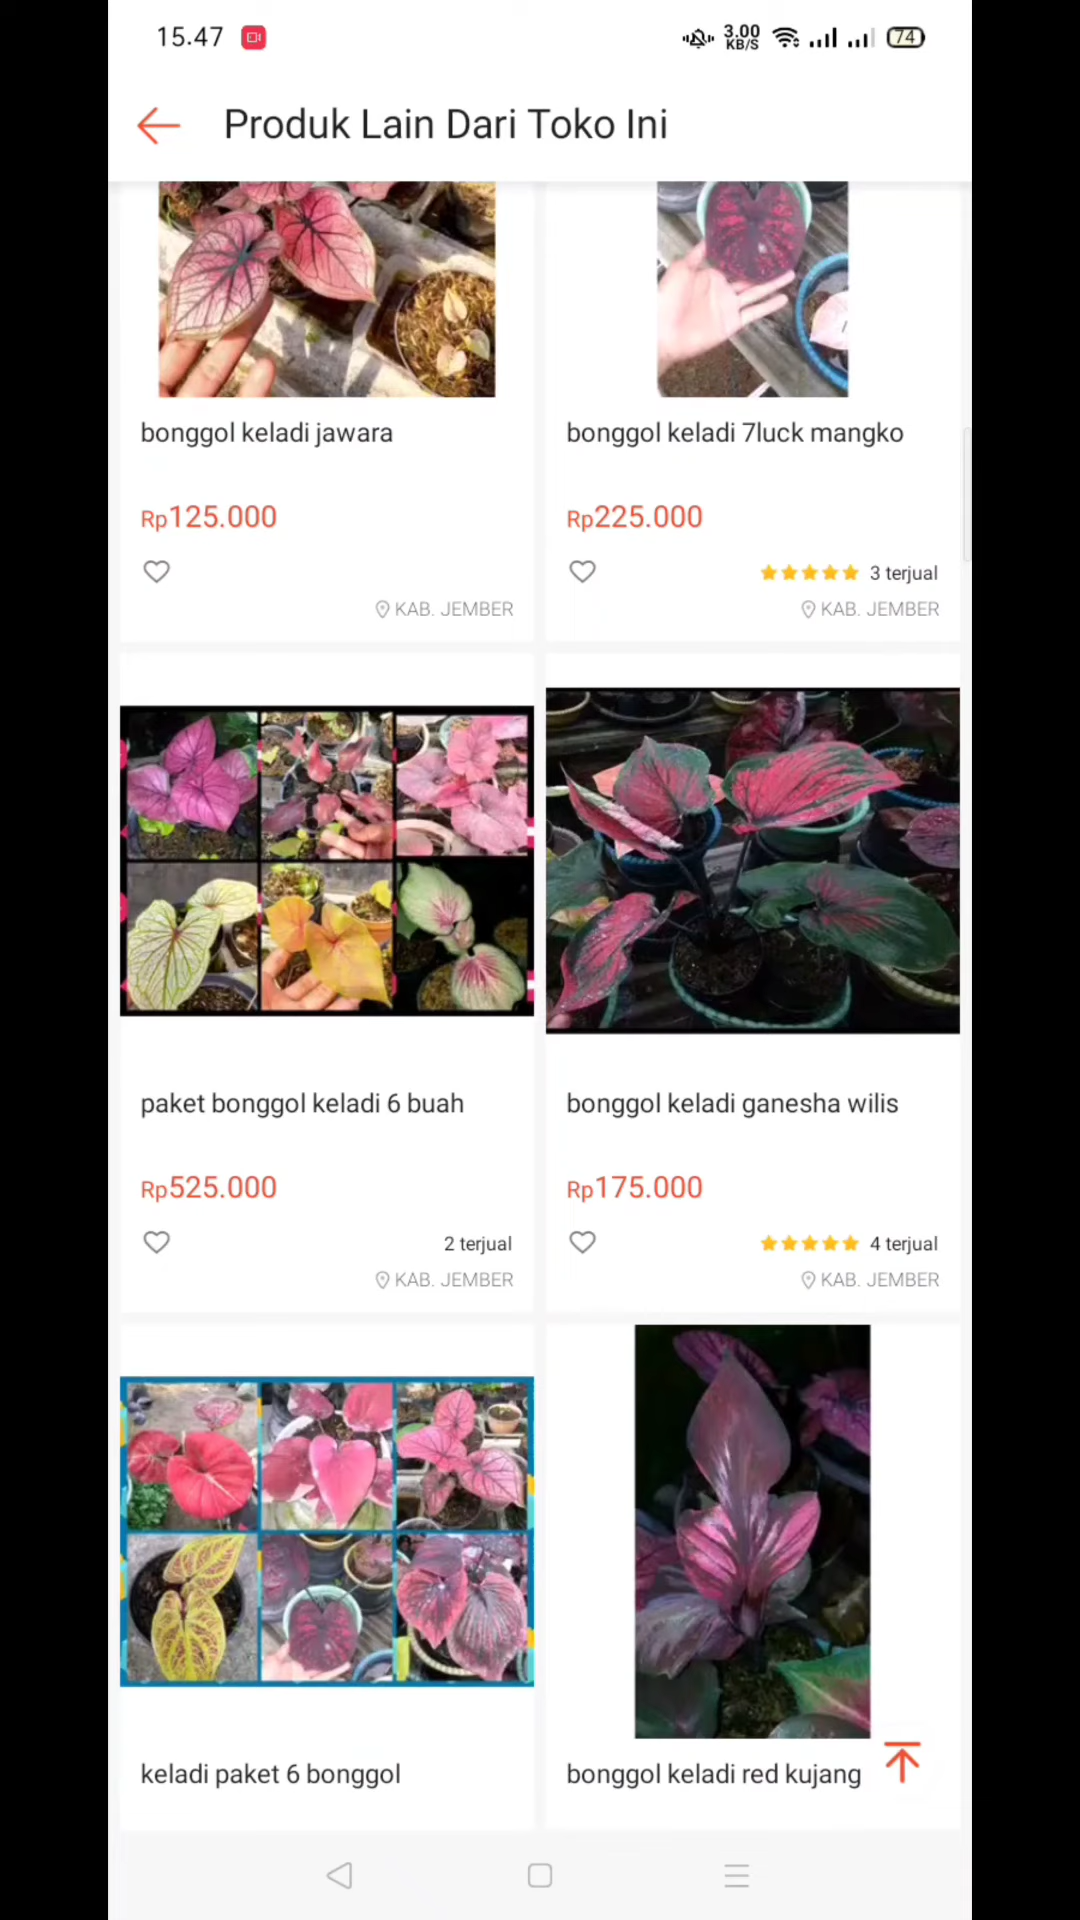 15.47
3.00
KB/S
74
Produk Lain Dari Toko Ini
bonggol keladi jawara
bonggol keladi 7luck mangko
Rp125.000
Rp225.000
3 terjual
KAB. JEMBER
KAB. JEMBER
paket bonggol keladi 6 buah
bonggol keladi ganesha wilis
Rp525.000
Rp175.000
2 terjual
4 terjual
KAB. JEMBER
KAB. JEMBER
keladi paket 6 bonggol
bonggol keladi red kujang